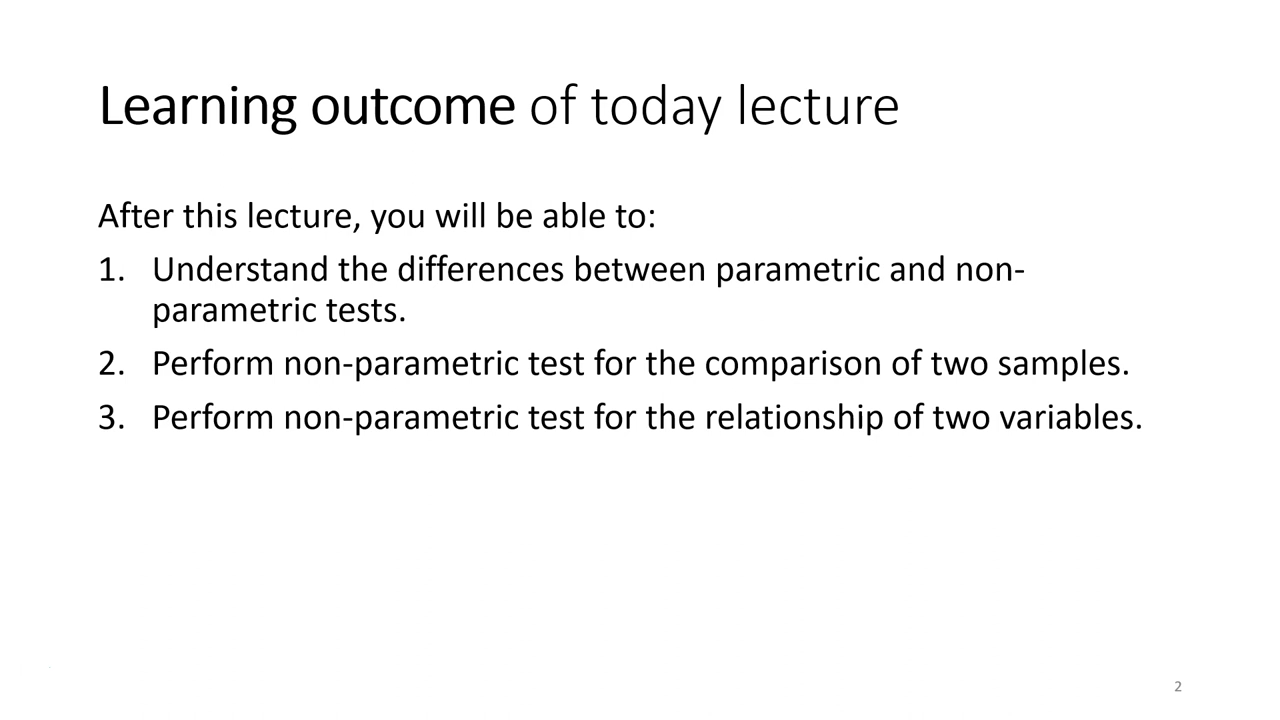 Learning outcome of today lecture
After this lecture, you will be able to:
1. Understand the differences between parametric and non-
parametric tests.
2. Perform non-parametric test for the comparison of two samples.
3. Perform non-parametric test for the relationship of two variables.
2